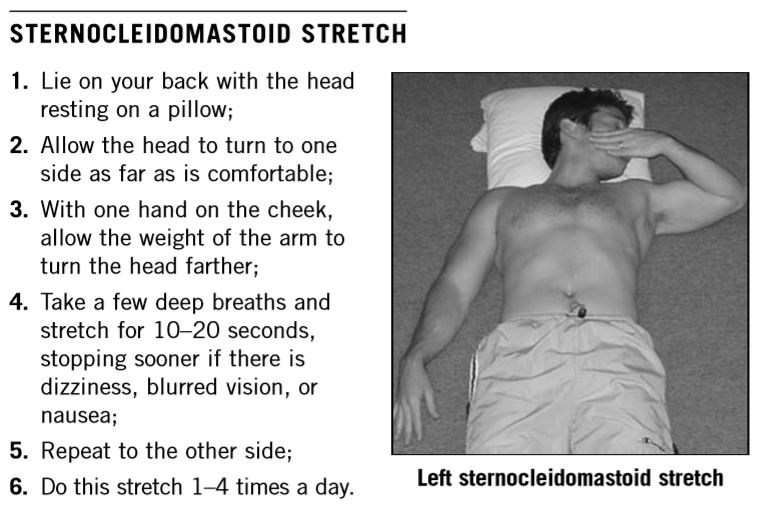 STERNOCLEIDOMASTOID STRETCH
1. Lie on your back with the head
resting on a pillow;
2. Allow the head to turn to one
side as far as is comfortable;
3. With one hand on the cheek,
allow the weight of the arm to
turn the head farther;
4. Take a few deep breaths and
stretch for 10–20 seconds,
stopping sooner if there is
dizziness, blurred vision, or
nausea;
5. Repeat to the other side;
6. Do this stretch 1–4 times a day.
Left sternocleidomastoid stretch